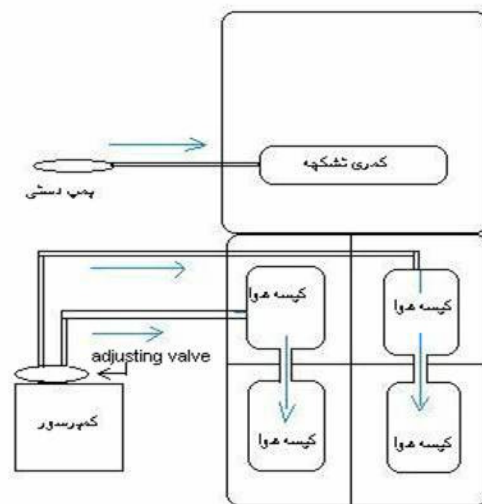 کمری تشکچه
پمپ دستی
کیسه هوا
کیسه هوا
adjusting valve
کمپرسور
کیسه هوا
کیسه هوا